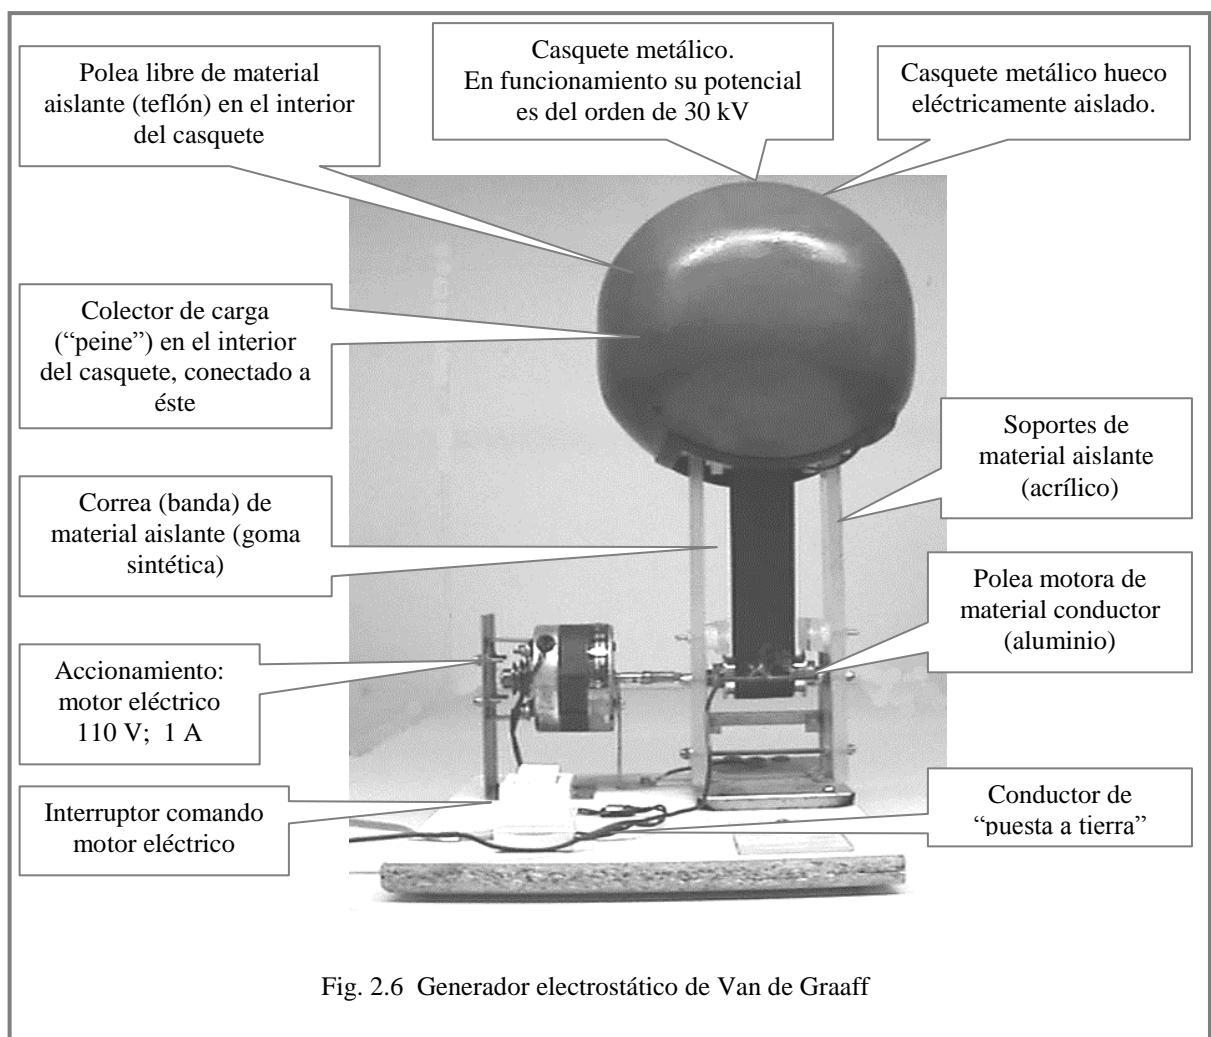 Polea libre de material
aislante (teflón) en el interior
del casquete
Casquete metálico.
En funcionamiento su potencial
es del orden de 30 kV
Casquete metálico hueco
eléctricamente aislado.
Colector de carga
(“peine”) en el interior
del casquete, conectado a
éste
Soportes de
material aislante
(acrílico)
Correa (banda) de
material aislante (goma
sintética)
Polea motora de
material conductor
(aluminio)
Accionamiento:
motor eléctrico
110 V; 1 A
Interruptor comando
motor eléctrico
Conductor de
“puesta a tierra”
Fig. 2.6 Generador electrostático de Van de Graaff